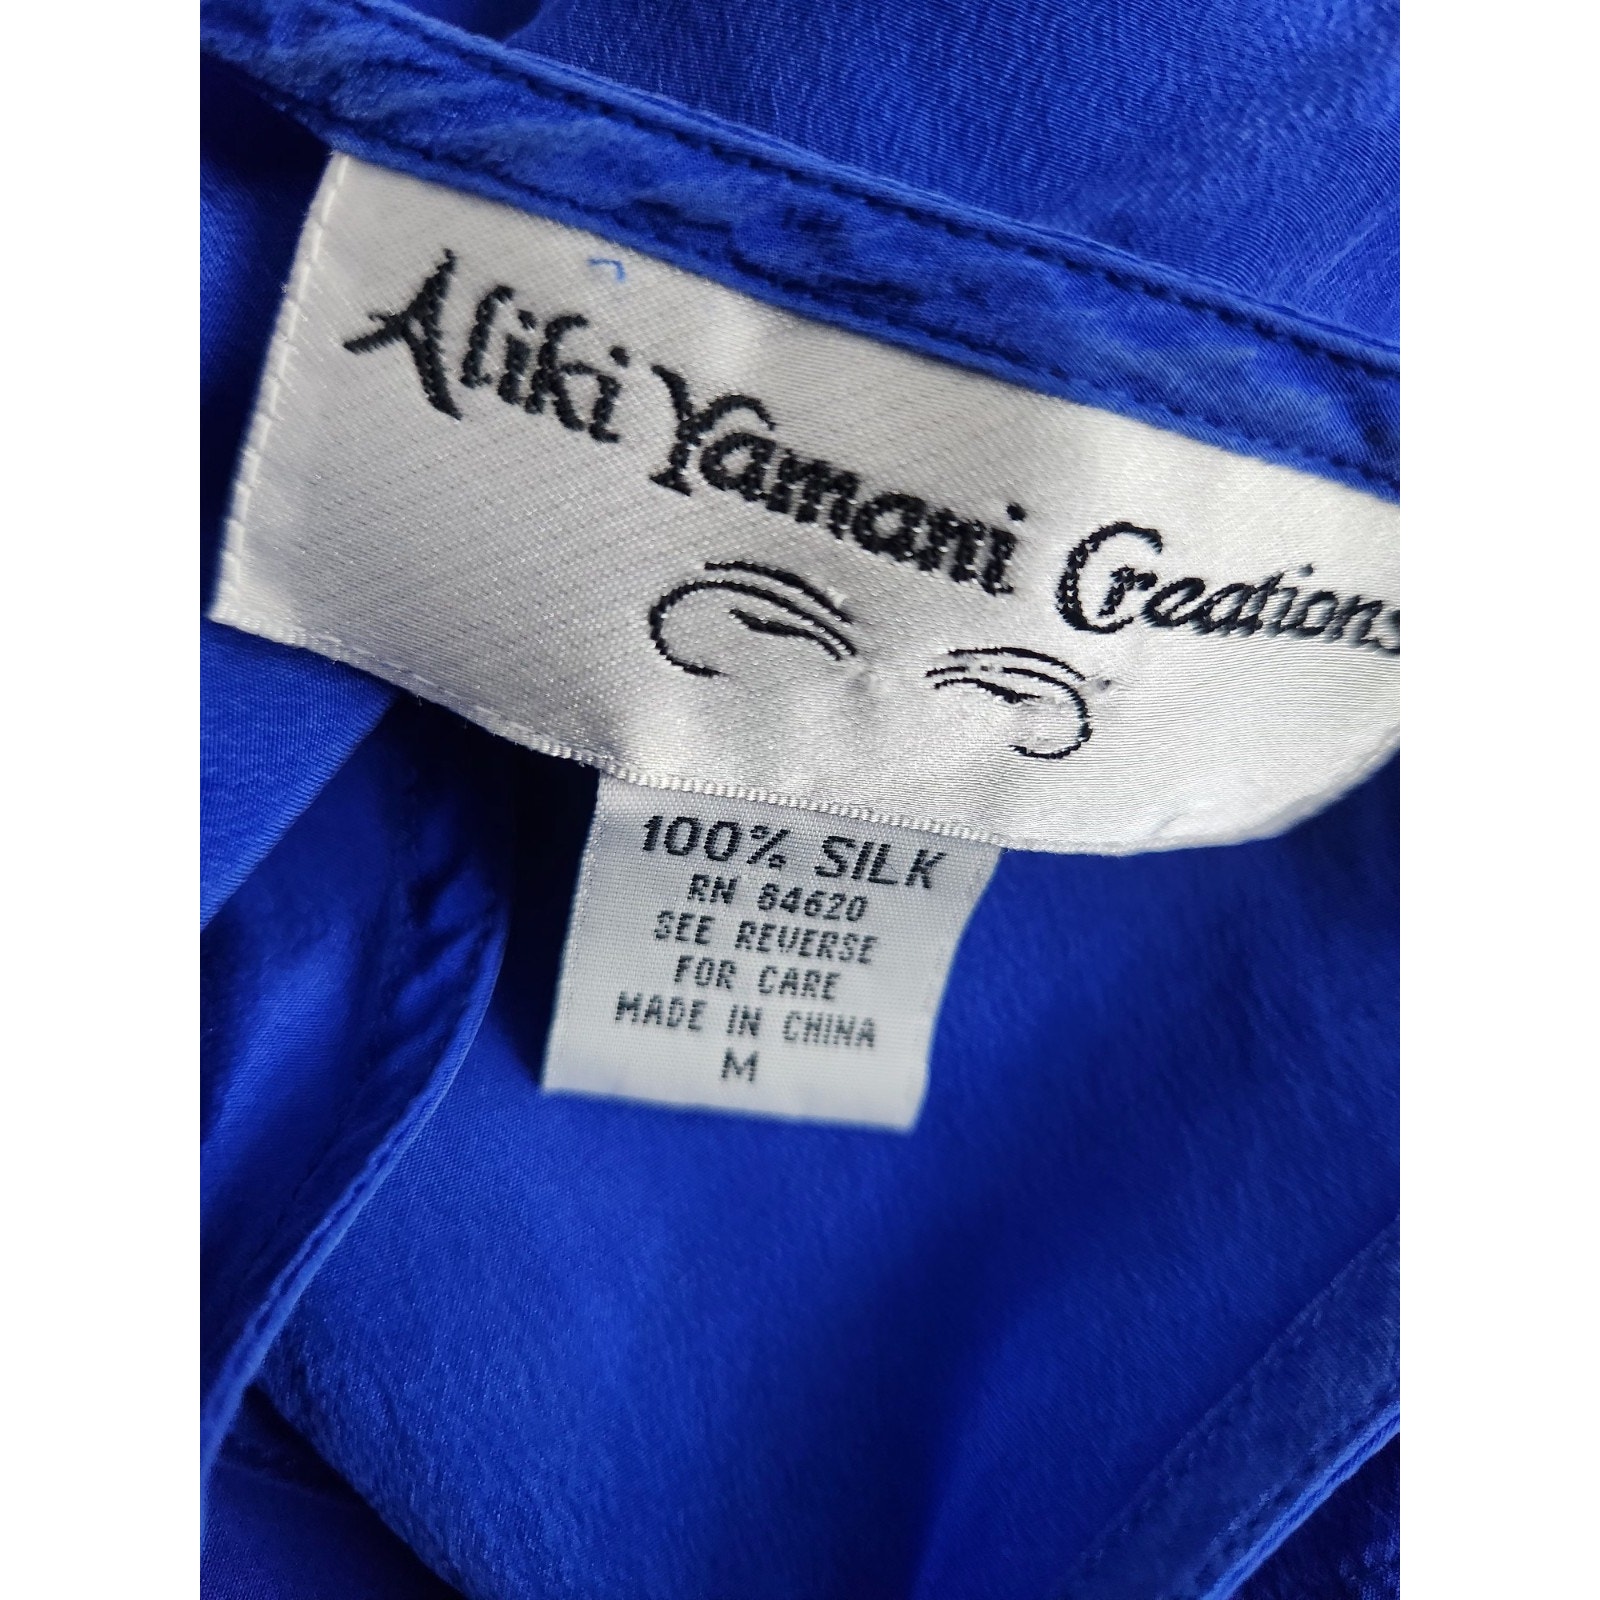 Aliki Yamani Creations
100% SILK
RN 84620
SEE REVERSE
FOR CARE
MADE IN CHINA
M